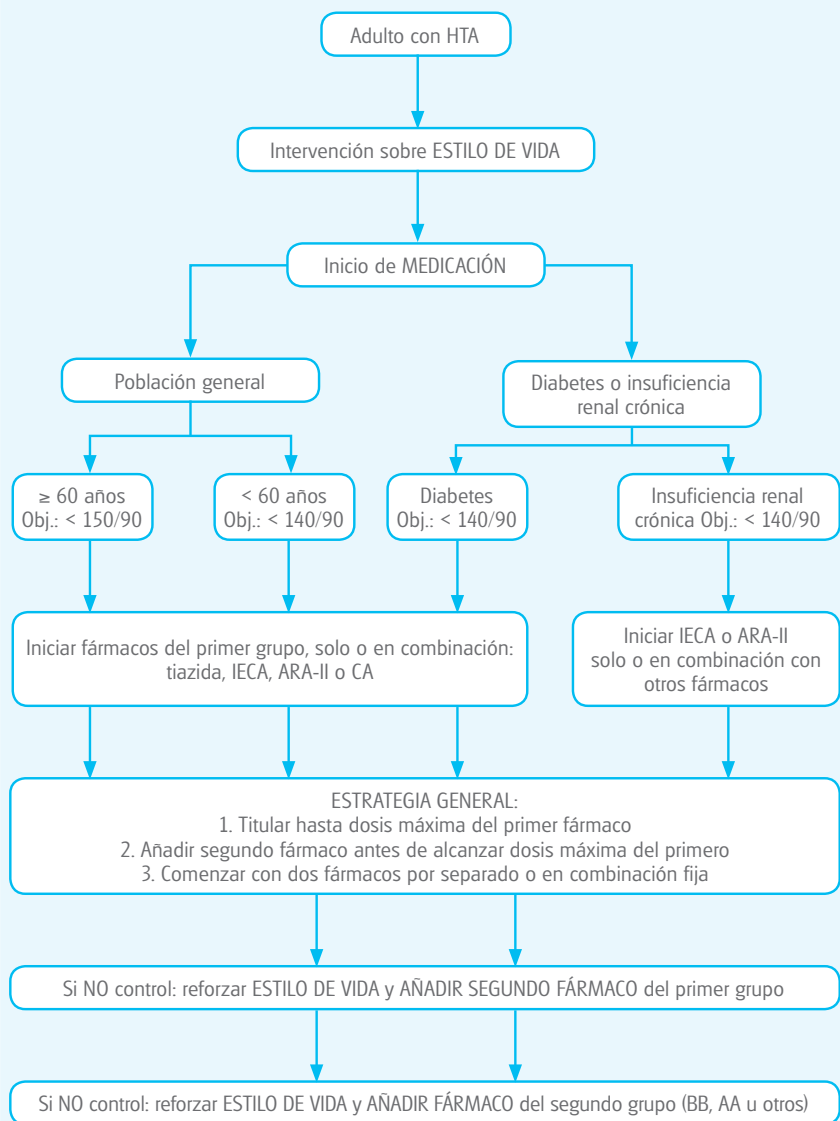 Adulto con HTA
Intervención sobre ESTILO DE VIDA
Inicio de MEDICACIÓN
Población general
Diabetes o insuficiencia
renal crónica
≥ 60 años
Obj.: < 150/90
< 60 años
Obj.: < 140/90
Diabetes
Obj.: < 140/90
Insuficiencia renal
crónica Obj.: < 140/90
Iniciar fármacos del primer grupo, solo o en combinación:
tiazida, IECA, ARA-II o CA
Iniciar IECA o ARA-II
solo o en combinación con
otros fármacos
ESTRATEGIA GENERAL:
1. Titular hasta dosis máxima del primer fármaco
2. Añadir segundo fármaco antes de alcanzar dosis máxima del primero
3. Comenzar con dos fármacos por separado o en combinación fija
Si NO control: reforzar ESTILO DE VIDA y AÑADIR SEGUNDO FÁRMACO del primer grupo
Si NO control: reforzar ESTILO DE VIDA y AÑADIR FÁRMACO del segundo grupo (BB, AA u otros)